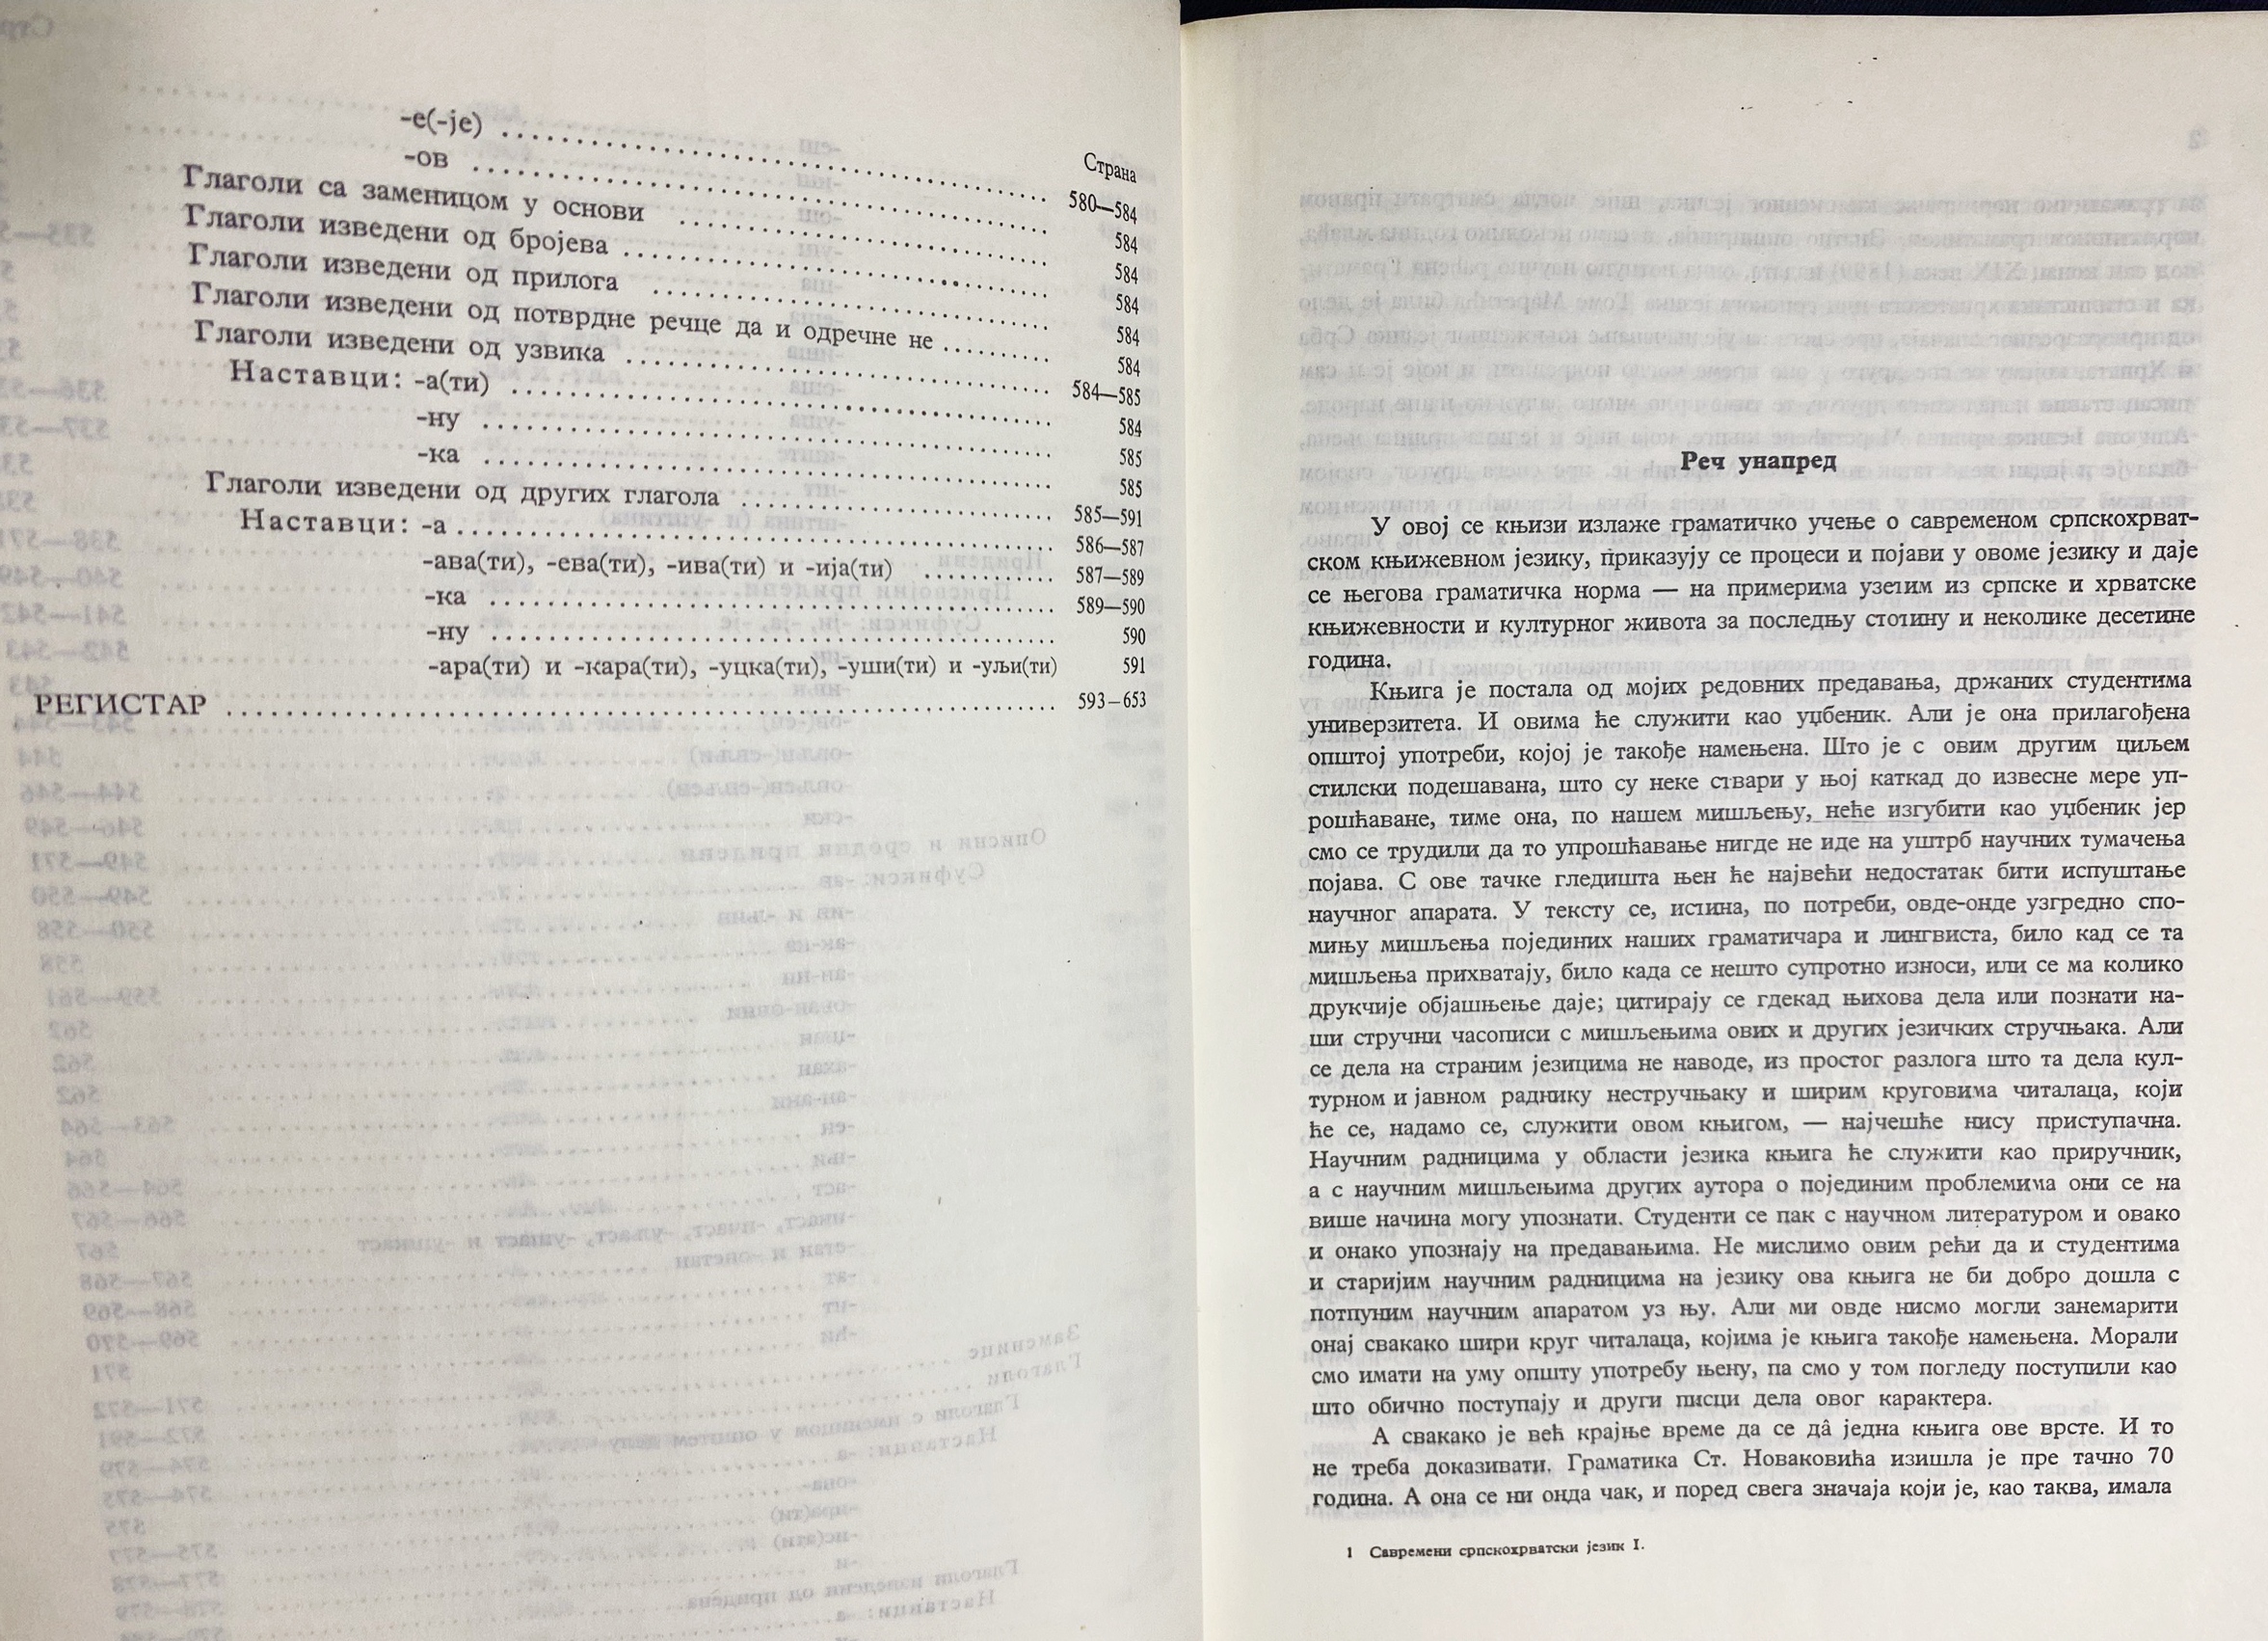 Страна
-е(-је) ........ 580—584
-ов ........ 584
Глаголи са заменицом у основи ........ 584
Глаголи изведени од бројева ........ 584
Глаголи изведени од прилога ........ 584
Глаголи изведени од потврдне речце да и одречне не ........ 584
Глаголи изведени од узвика ........ 584—585
Наставци: -а(ти) ........ 584
-ну ........ 585
-ка ........ 585
Глаголи изведени од других глагола ........ 585—591
Наставци: -а ........ 586—587
-ава(ти), -ева(ти), -ива(ти) и -ија(ти) ........ 587—589
-ка ........ 589—590
-ну ........ 590
-ара(ти) и -кара(ти), -уцка(ти), -уши(ти) и -уљи(ти) 591
РЕГИСТАР ........ 593—653
Реч унапред
У овој се књизи излаже граматичко учење о савременом српскохрват-
ском књижевном језику, приказују се процеси и појави у овоме језику и даје
се његова граматичка норма — на примерима узетим из српске и хрватске
књижевности и културног живота за последњу стотину и неколике десетине
година.
Књига је постала од мојих редовних предавања, држаних студентима
универзитета. И овима ће служити као уџбеник. Али је она прилагођена
општој употреби, којој је такође намењена. Што је с овим другим циљем
стилски подешавана, што су неке ствари у њој каткад до извесне мере уп-
рошћаване, тиме она, по нашем мишљењу, неће изгубити као уџбеник јер
смо се трудили да то упрошћавање нигде не иде на уштрб научних тумачења
појава. С ове тачке гледишта њен ће највећи недостатак бити испуштање
научног апарата. У тексту се, истина, по потреби, овде-онде узгредно спо-
мињу мишљења појединих наших граматичара и лингвиста, било кад се та
мишљења прихватају, било када се нешто супротно износи, или се ма колико
друкчије објашњење даје; цитирају се гдекад њихова дела или познати на-
ши стручни часописи с мишљењима ових и других језичких стручњака. Али
се дела на страним језицима не наводе, из простог разлога што та дела кул-
турном и јавном раднику нестручњаку и ширим круговима читалаца, који
ће се, надамо се, служити овом књигом, — најчешће нису приступачна.
Научним радницима у области језика књига ће служити као приручник,
а с научним мишљењима других аутора о појединим проблемима они се на
више начина могу упознати. Студенти се пак с научном литературом и овако
и онако упознају на предавањима. Не мислимо овим рећи да и студентима
и старијим научним радницима на језику ова књига не би добро дошла с
потпуним научним апаратом уз њу. Али ми овде нисмо могли занемарити
онај свакако шири круг читалаца, којима је књига такође намењена. Морали
смо имати на уму општу употребу њену, па смо у том погледу поступили као
што обично поступају и други писци дела овог карактера.
А свакако је већ крајње време да се да̂ једна књига ове врсте. И то
не треба доказивати. Граматика Ст. Новаковића изишла је пре тачно 70
година. А она се ни онда чак, и поред свега значаја који је, као таква, имала
1 Савремени српскохрватски језик I.